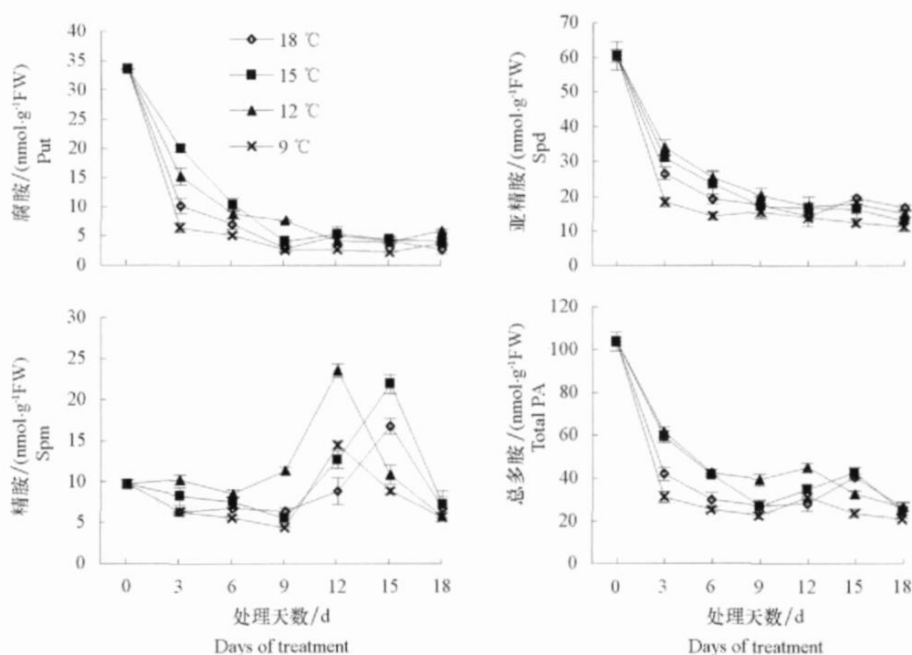 40
35
30
25
20
15
10
5
0
腐胺/(nmol·g⁻¹FW)
Put
18 ℃
15 ℃
12 ℃
9 ℃
70
60
50
40
30
20
10
0
亚精胺/(nmol·g⁻¹FW)
Spd
30
25
20
15
10
5
0
精胺/(nmol·g⁻¹FW)
Spm
0 3 6 9 12 15 18
处理天数/d
Days of treatment
120
100
80
60
40
20
0
总多胺/(nmol·g⁻¹FW)
Total PA
0 3 6 9 12 15 18
处理天数/d
Days of treatment